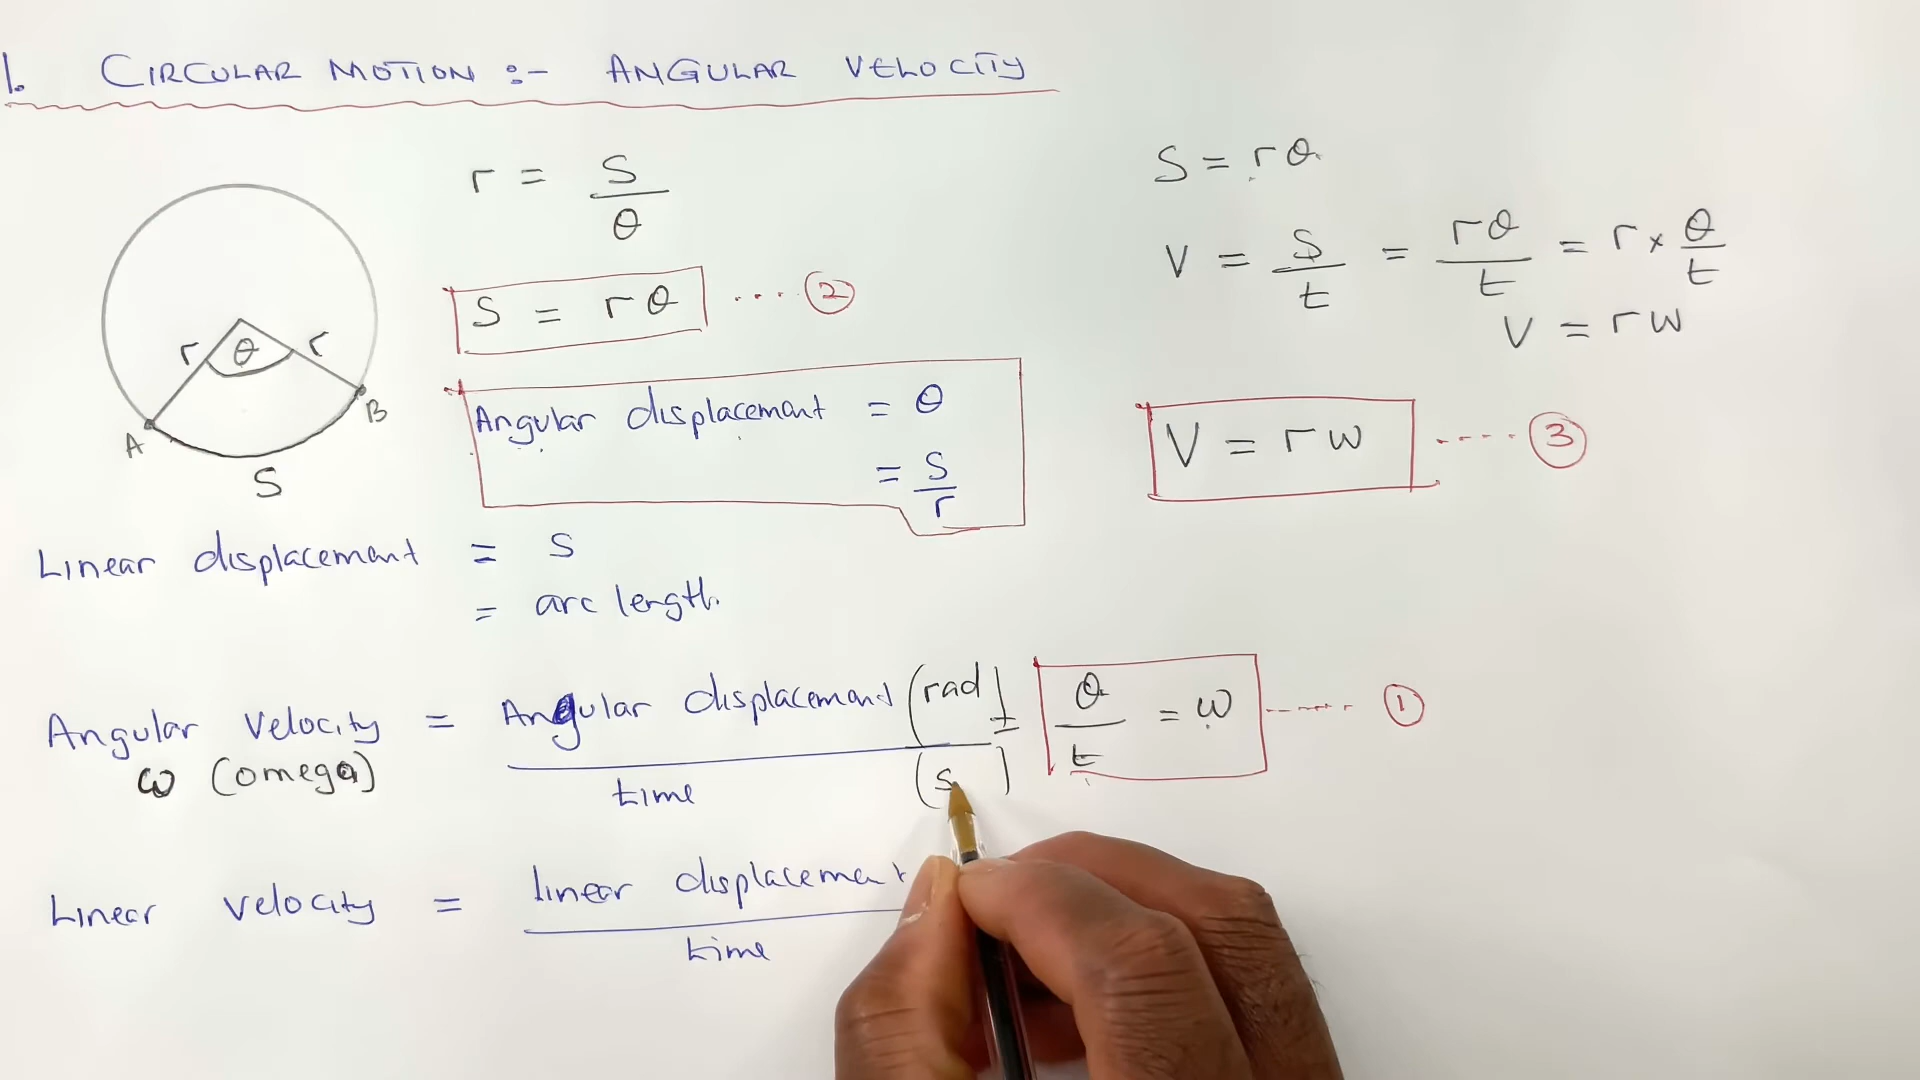 1. CIRCULAR MOTION :- ANGULAR VELOCITY
r = S / θ
S = rθ .... ②
Angular displacement = θ
= S / r
r θ r
A B
S
Linear displacement = s
= arc length.
Angular velocity = Angular displacement (rad) / time (s) = θ / t = ω ...... ①
ω (omega)
Linear velocity = linear displacement / time
S = rθ
V = S / t = rθ / t = r × θ / t
V = rω
V = rω ..... ③